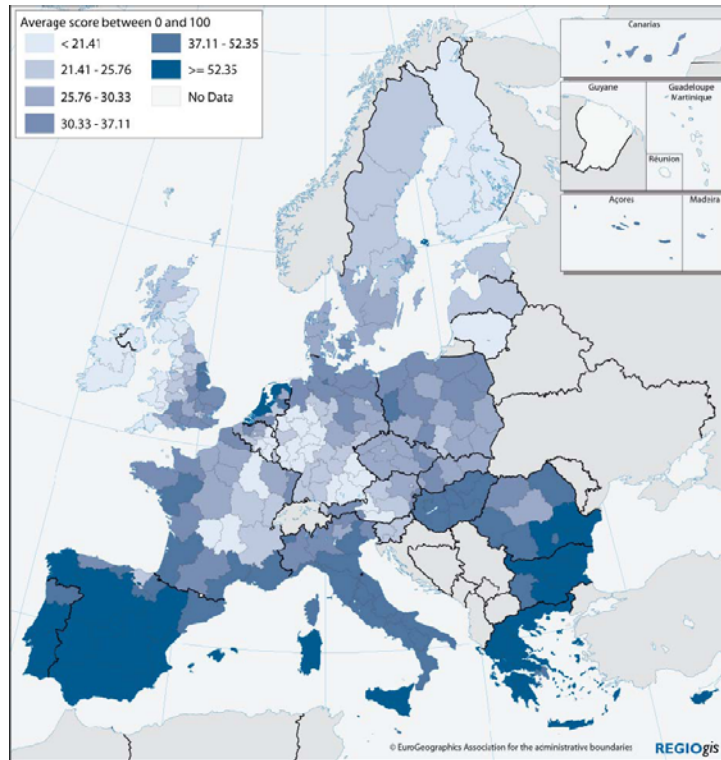 Average score between 0 and 100
< 21.41
21.41 - 25.76
25.76 - 30.33
30.33 - 37.11
37.11 - 52.35
>= 52.35
No Data
Canarias
Guyane
Guadeloupe
Martinique
Réunion
Açores
Madeira
© EuroGeographics Association for the administrative boundaries
REGIOgis